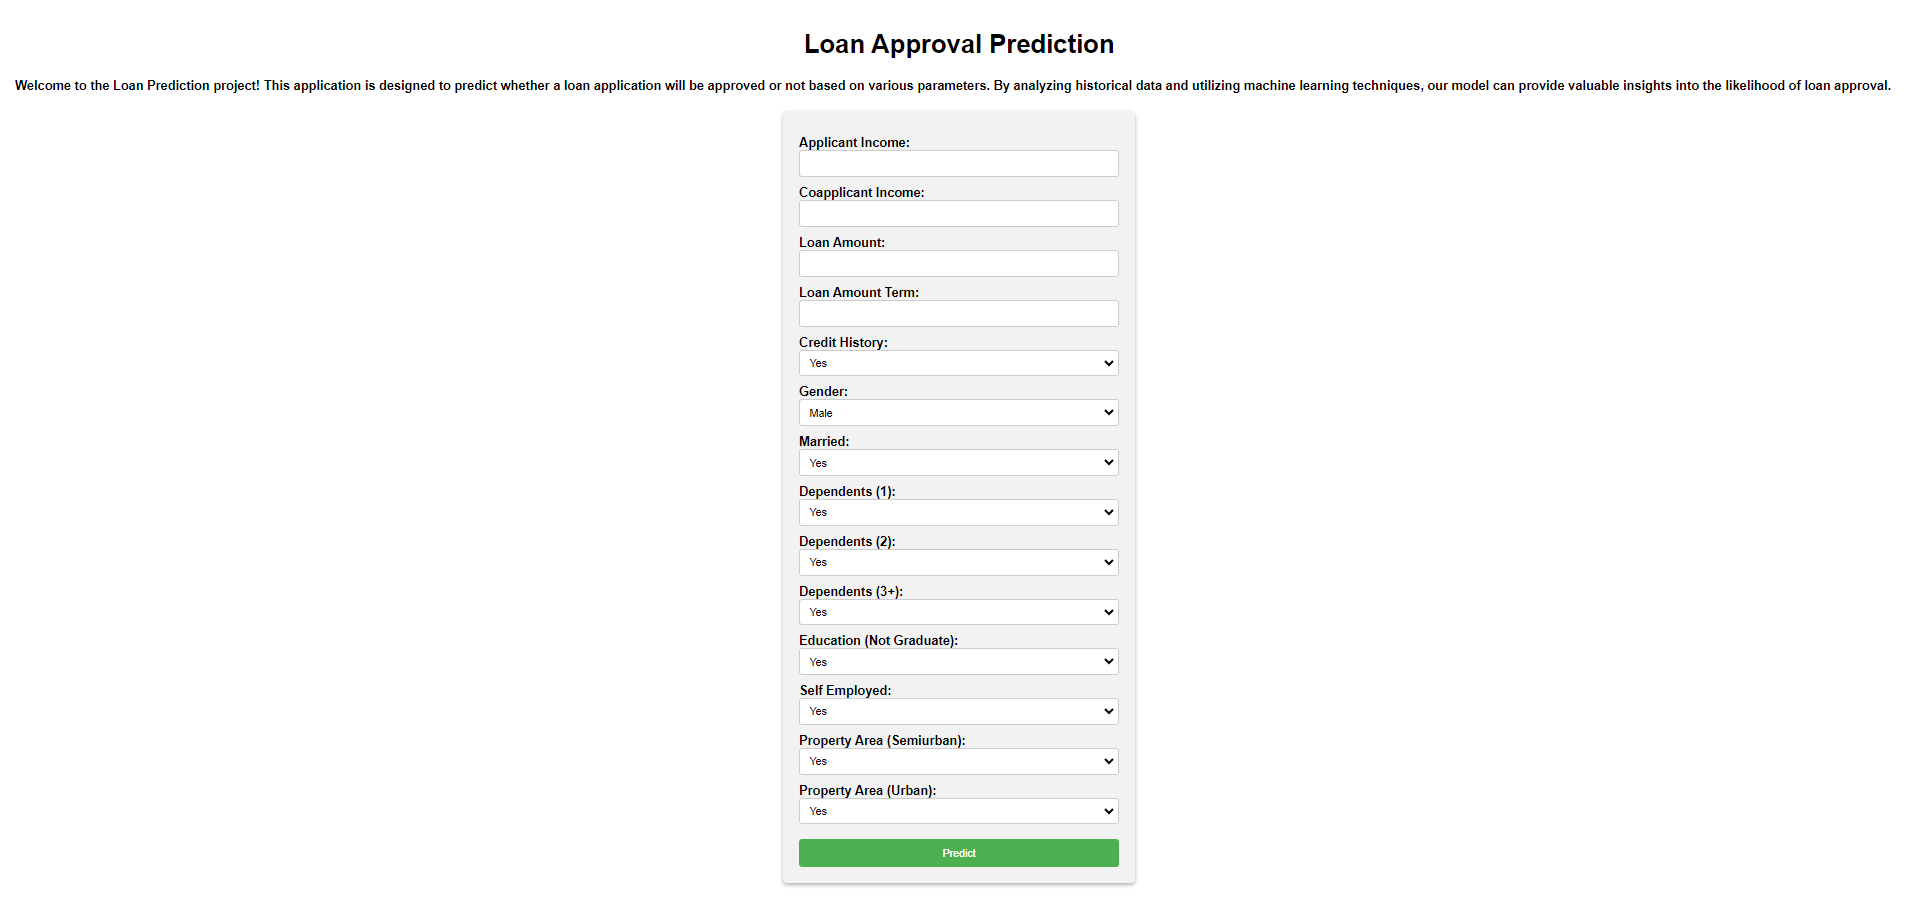 Loan Approval Prediction
Welcome to the Loan Prediction project! This application is designed to predict whether a loan application will be approved or not based on various parameters. By analyzing historical data and utilizing machine learning techniques, our model can provide valuable insights into the likelihood of loan approval.
Applicant Income:
Coapplicant Income:
Loan Amount:
Loan Amount Term:
Credit History:
Yes
Gender:
Male
Married:
Yes
Dependents (1):
Yes
Dependents (2):
Yes
Dependents (3+):
Yes
Education (Not Graduate):
Yes
Self Employed:
Yes
Property Area (Semiurban):
Yes
Property Area (Urban):
Yes
Predict